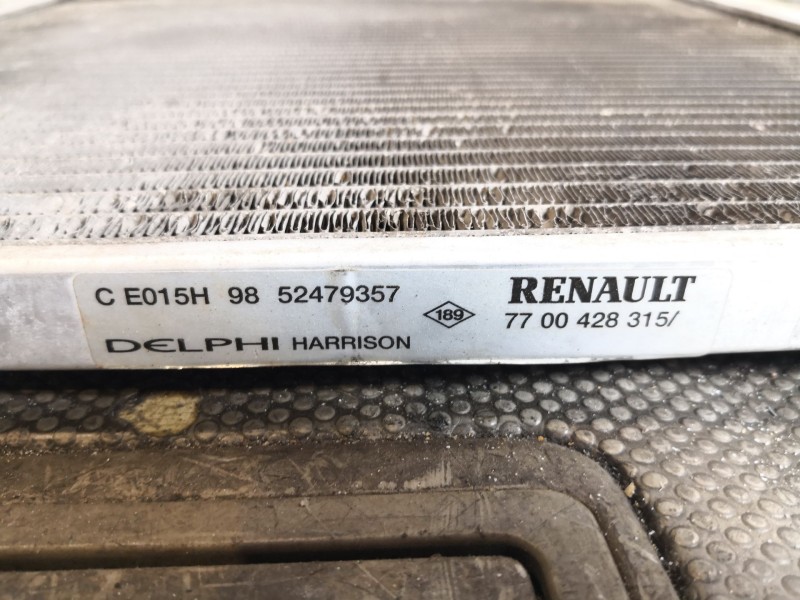 C E015H 98 52479357
DELPHI HARRISON
189
RENAULT
77 00 428 315/